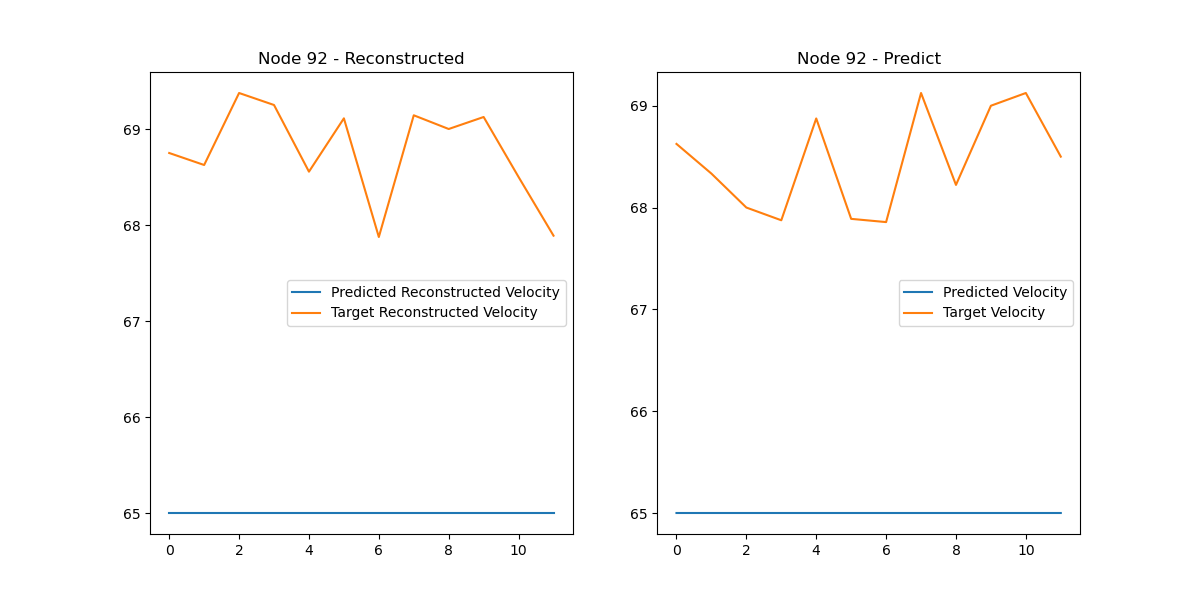 Node 92 - Reconstructed
69
68
67
66
65
Predicted Reconstructed Velocity
Target Reconstructed Velocity
0 2 4 6 8 10
Node 92 - Predict
69
68
67
66
65
Predicted Velocity
Target Velocity
0 2 4 6 8 10